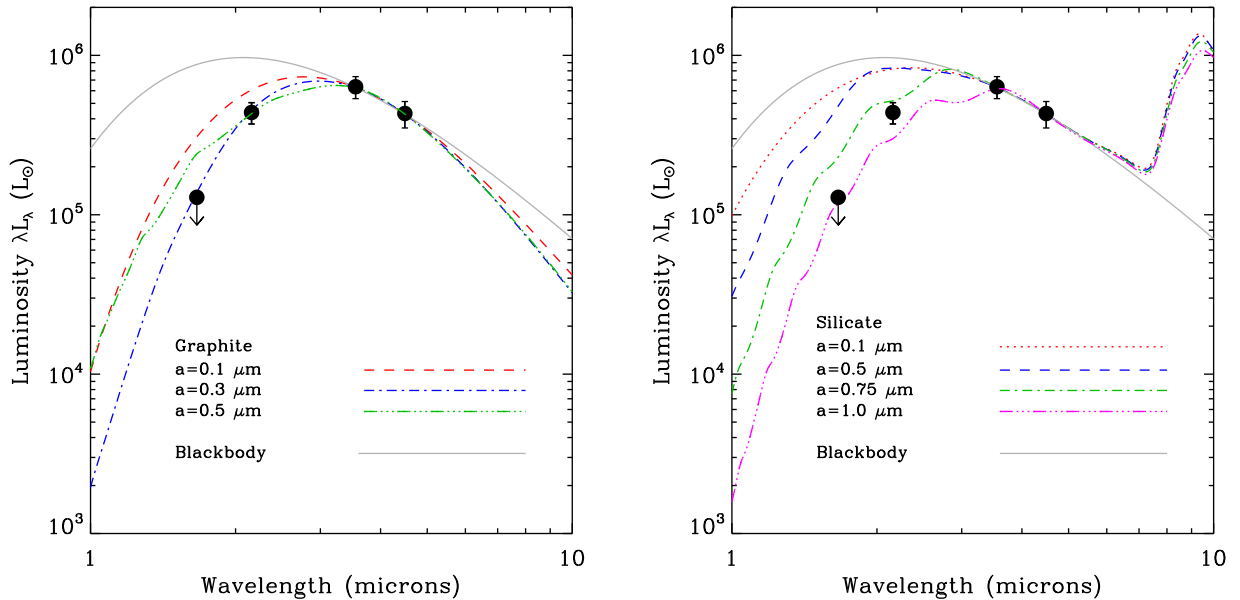 Luminosity λL_λ (L_⊙)
10^6
10^5
10^4
10^3
Graphite
a=0.1 μm
a=0.3 μm
a=0.5 μm
Blackbody
1
10
Wavelength (microns)
Luminosity λL_λ (L_⊙)
10^6
10^5
10^4
10^3
Silicate
a=0.1 μm
a=0.5 μm
a=0.75 μm
a=1.0 μm
Blackbody
1
10
Wavelength (microns)